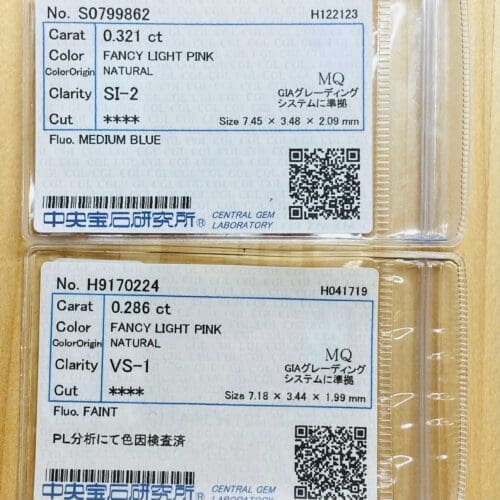 No. S0799862 H122123
Carat 0.321 ct
Color FANCY LIGHT PINK
ColorOrigin NATURAL
MQ
Clarity SI-2 GIAグレーディング
システムに準拠
Cut **** Size 7.45 × 3.48 × 2.09 mm
Fluo. MEDIUM BLUE
中央宝石研究所® CENTRAL GEM
LABORATORY
No. H9170224 H041719
Carat 0.286 ct
Color FANCY LIGHT PINK
ColorOrigin NATURAL
MQ
Clarity VS-1 GIAグレーディング
システムに準拠
Cut **** Size 7.18 × 3.44 × 1.99 mm
Fluo. FAINT
PL分析にて色因検査済
中央宝石研究所® CENTRAL GEM
LABORATORY